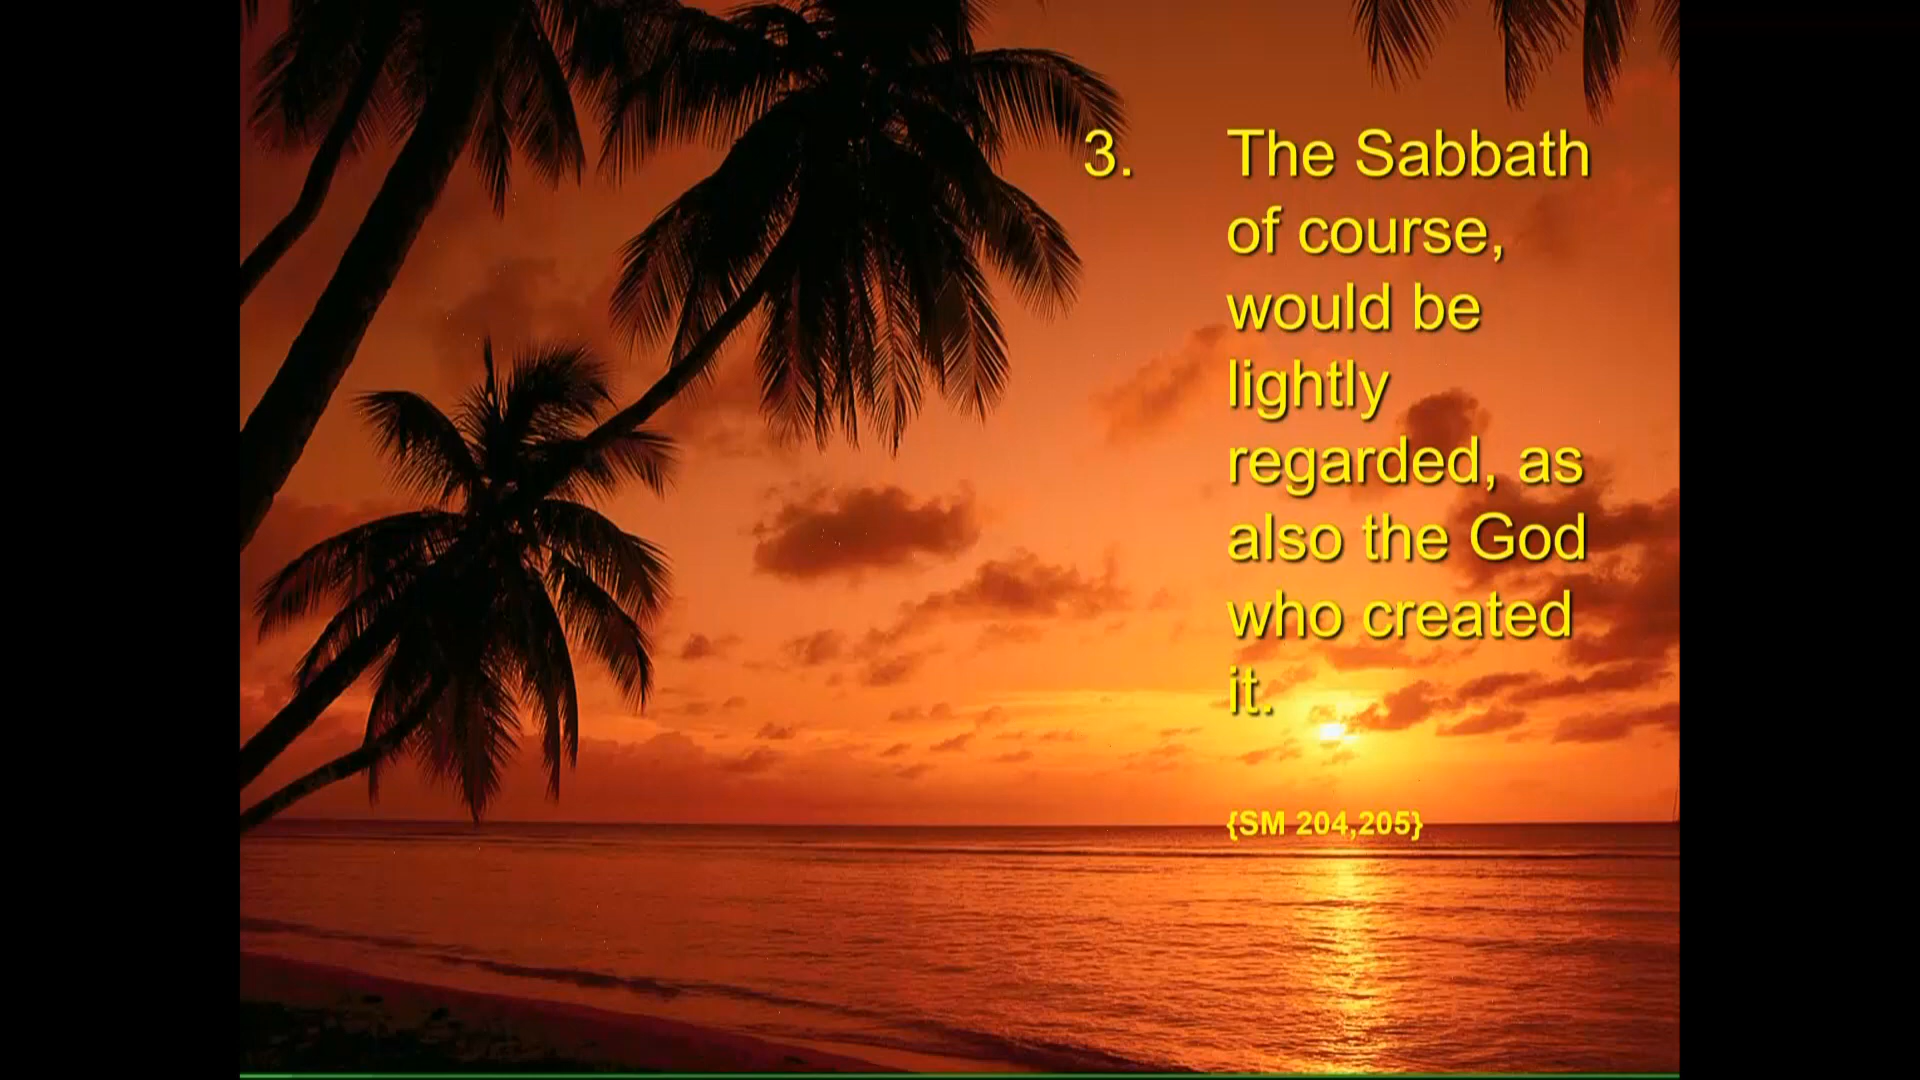 3. The Sabbath
of course,
would be
lightly
regarded, as
also the God
who created
it.
{SM 204,205}